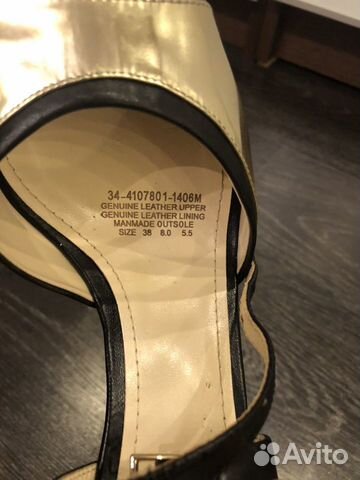 34-4107801-1406M
GENUINE LEATHER UPPER
GENUINE LEATHER LINING
MANMADE OUTSOLE
SIZE 38 8.0 5.5
Avito